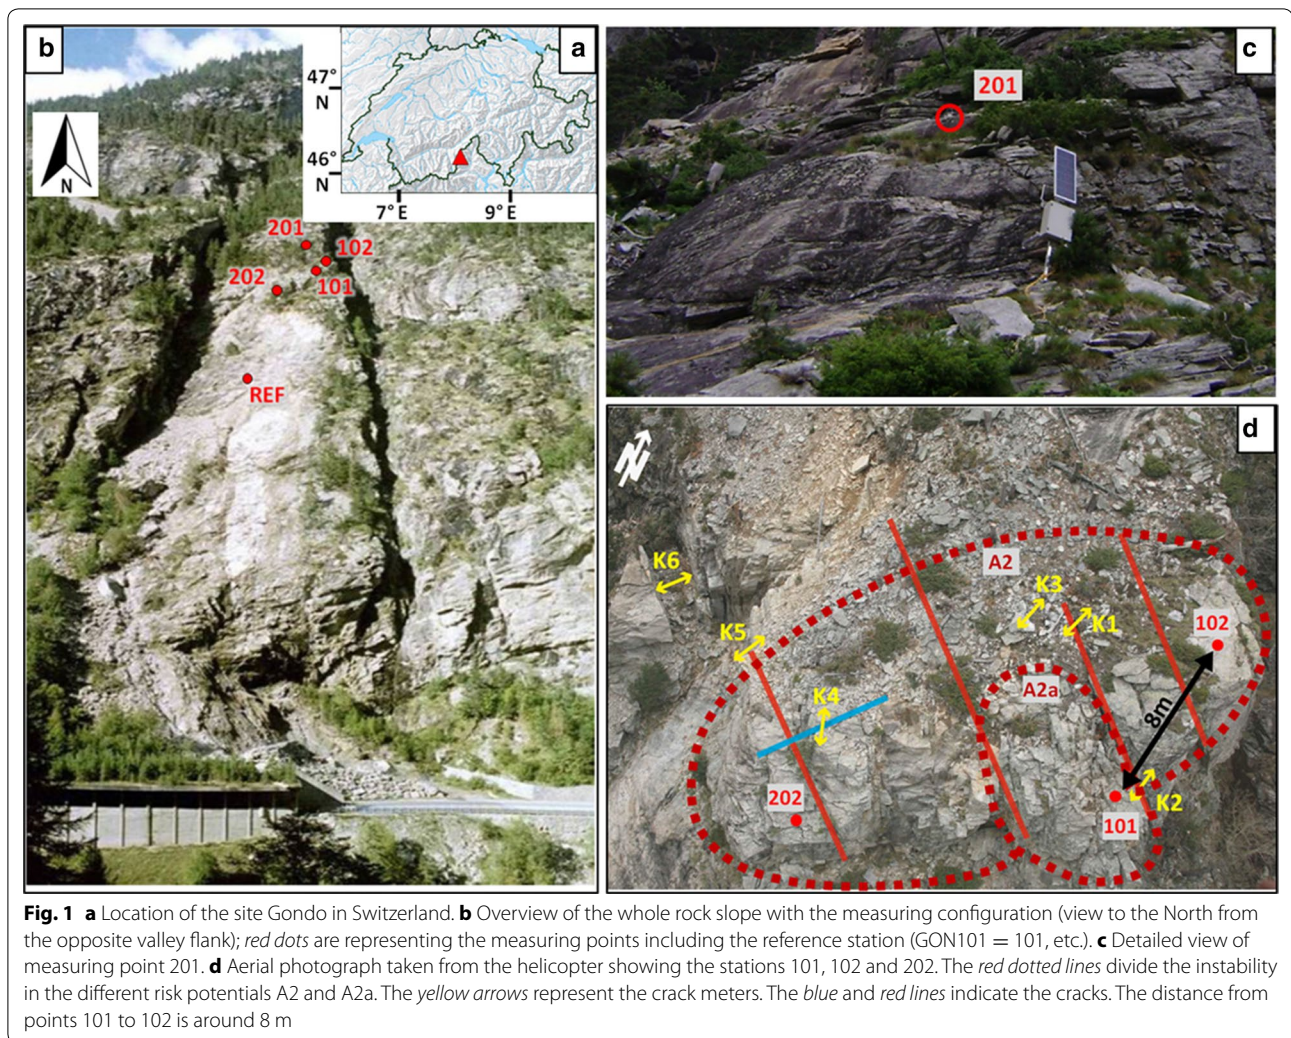 b
a
47°
N
46°
N
7° E
9° E
N
201
102
202
101
REF
c
201
d
N
K6
A2
K3
K1
K5
102
A2a
K4
8m
K2
202
101
Fig. 1 a Location of the site Gondo in Switzerland. b Overview of the whole rock slope with the measuring configuration (view to the North from
the opposite valley flank); red dots are representing the measuring points including the reference station (GON101 = 101, etc.). c Detailed view of
measuring point 201. d Aerial photograph taken from the helicopter showing the stations 101, 102 and 202. The red dotted lines divide the instability
in the different risk potentials A2 and A2a. The yellow arrows represent the crack meters. The blue and red lines indicate the cracks. The distance from
points 101 to 102 is around 8 m